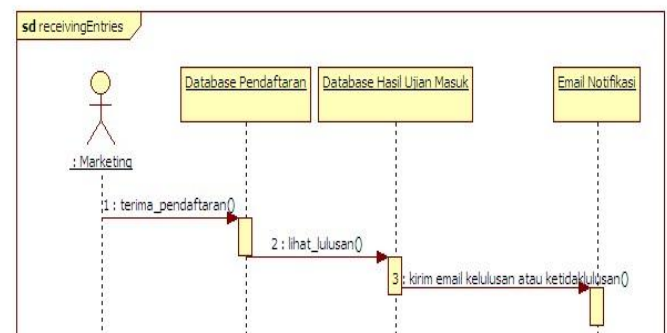 sd receivingEntries
Database Pendaftaran
Database Hasil Ujian Masuk
Email Notifikasi
: Marketing
1 : terima_pendaftaran()
2 : lihat_lulusan()
3 : kirim email kelulusan atau ketidaklulusan()